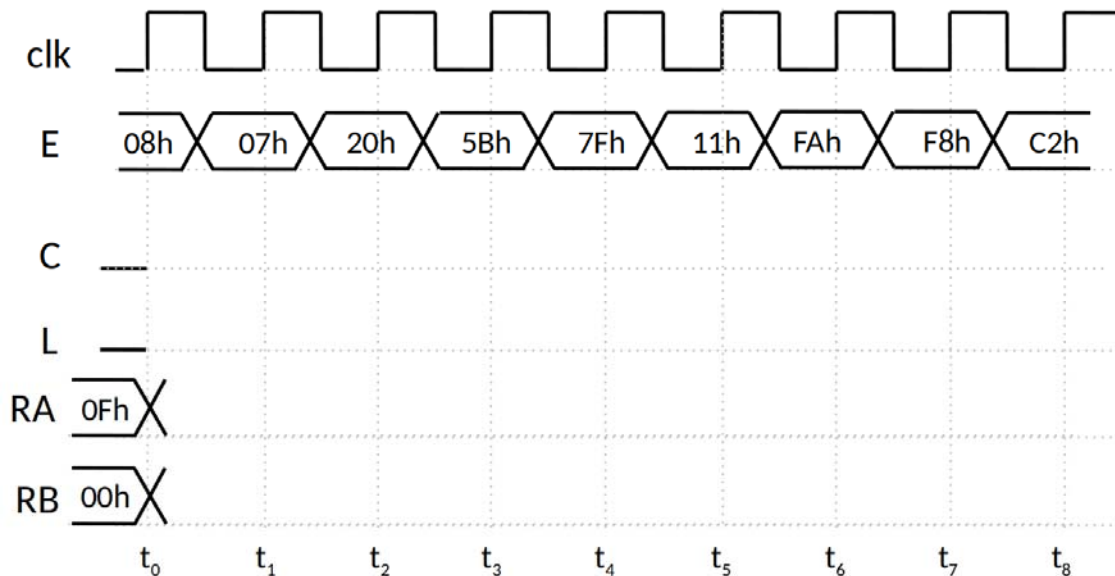 clk
E 08h 07h 20h 5Bh 7Fh 11h FAh F8h C2h
C
L
RA 0Fh
RB 00h
t₀ t₁ t₂ t₃ t₄ t₅ t₆ t₇ t₈